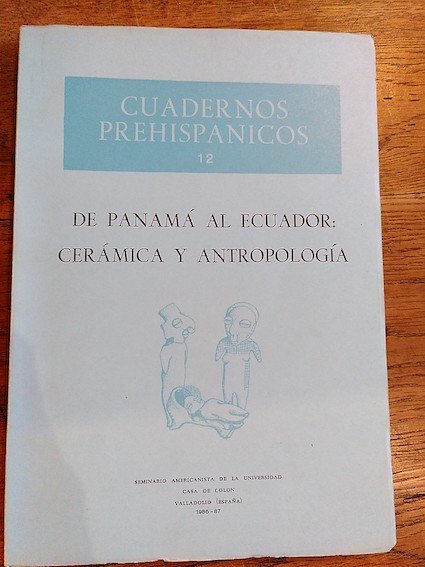 CUADERNOS
PREHISPANICOS
12
DE PANAMÁ AL ECUADOR:
CERÁMICA Y ANTROPOLOGÍA
SEMINARIO AMERICANISTA DE LA UNIVERSIDAD
CASA DE COLON
VALLADOLID (ESPAÑA)
1986-87